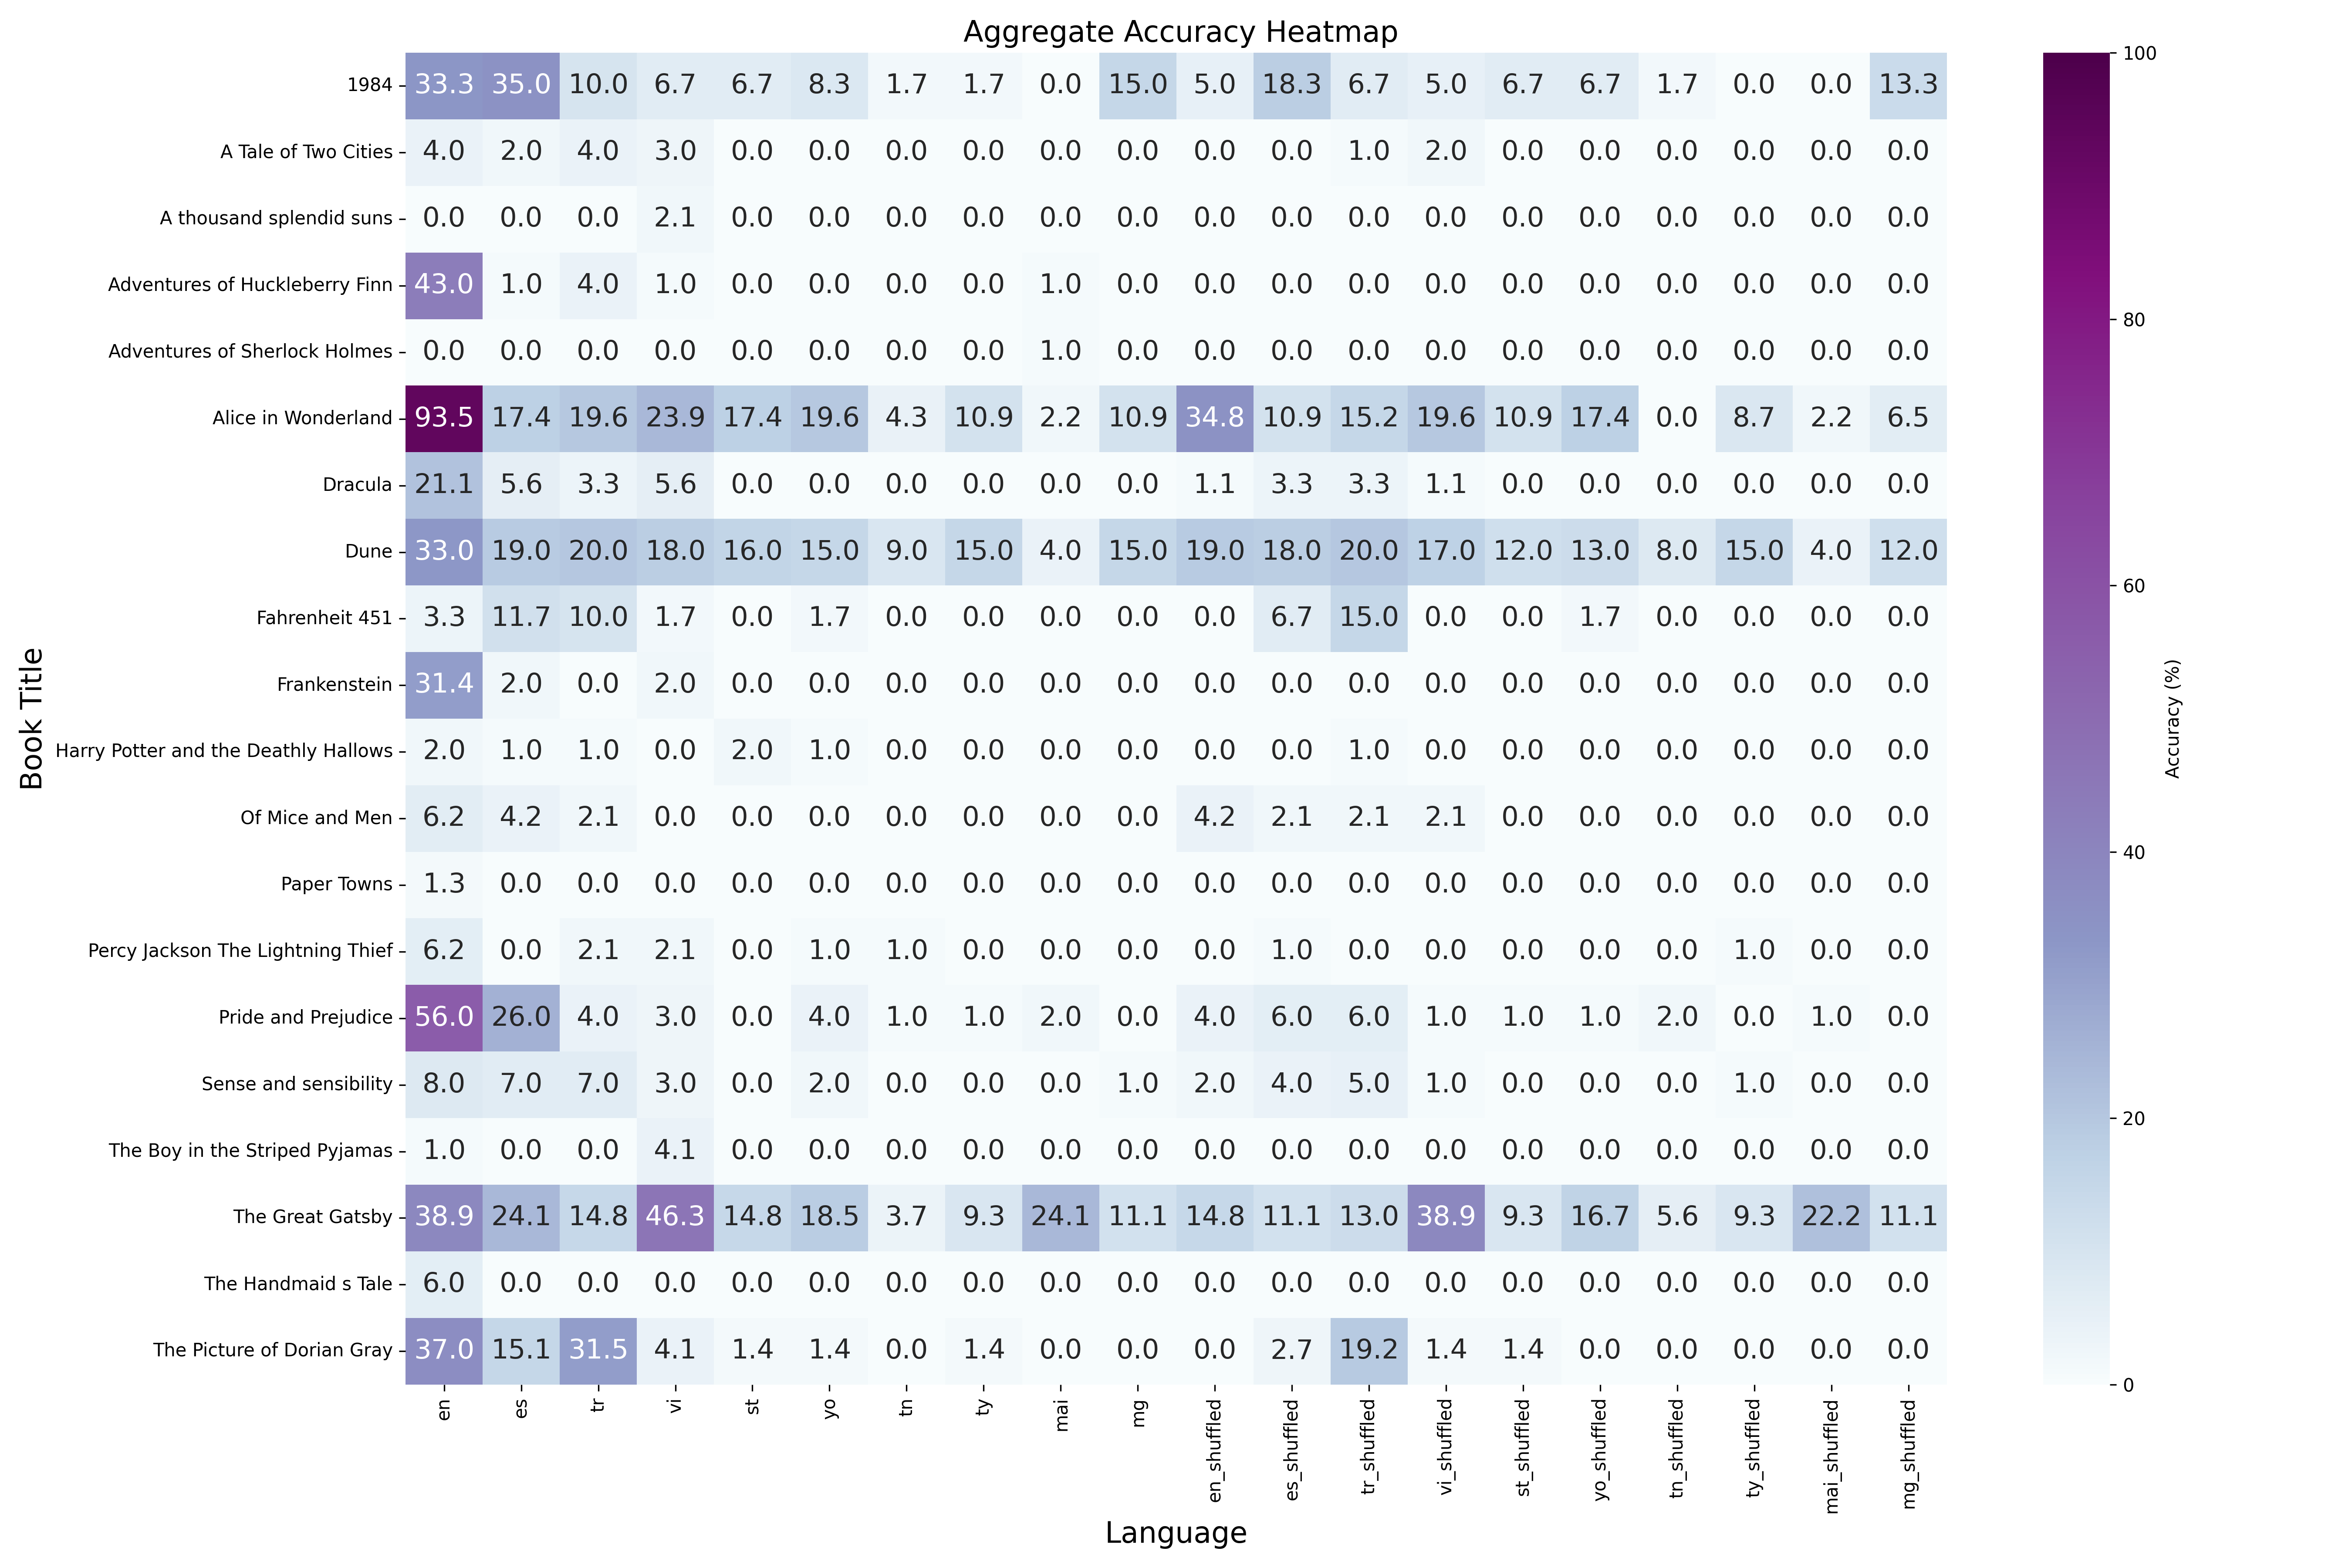 Aggregate Accuracy Heatmap
Book Title
1984 33.3 35.0 10.0 6.7 6.7 8.3 1.7 1.7 0.0 15.0 5.0 18.3 6.7 5.0 6.7 6.7 1.7 0.0 0.0 13.3
A Tale of Two Cities 4.0 2.0 4.0 3.0 0.0 0.0 0.0 0.0 0.0 0.0 0.0 0.0 1.0 2.0 0.0 0.0 0.0 0.0 0.0 0.0
A thousand splendid suns 0.0 0.0 0.0 2.1 0.0 0.0 0.0 0.0 0.0 0.0 0.0 0.0 0.0 0.0 0.0 0.0 0.0 0.0 0.0 0.0
Adventures of Huckleberry Finn 43.0 1.0 4.0 1.0 0.0 0.0 0.0 0.0 1.0 0.0 0.0 0.0 0.0 0.0 0.0 0.0 0.0 0.0 0.0 0.0
Adventures of Sherlock Holmes 0.0 0.0 0.0 0.0 0.0 0.0 0.0 0.0 1.0 0.0 0.0 0.0 0.0 0.0 0.0 0.0 0.0 0.0 0.0 0.0
Alice in Wonderland 93.5 17.4 19.6 23.9 17.4 19.6 4.3 10.9 2.2 10.9 34.8 10.9 15.2 19.6 10.9 17.4 0.0 8.7 2.2 6.5
Dracula 21.1 5.6 3.3 5.6 0.0 0.0 0.0 0.0 0.0 0.0 1.1 3.3 3.3 1.1 0.0 0.0 0.0 0.0 0.0 0.0
Dune 33.0 19.0 20.0 18.0 16.0 15.0 9.0 15.0 4.0 15.0 19.0 18.0 20.0 17.0 12.0 13.0 8.0 15.0 4.0 12.0
Fahrenheit 451 3.3 11.7 10.0 1.7 0.0 1.7 0.0 0.0 0.0 0.0 0.0 6.7 15.0 0.0 0.0 1.7 0.0 0.0 0.0 0.0
Frankenstein 31.4 2.0 0.0 2.0 0.0 0.0 0.0 0.0 0.0 0.0 0.0 0.0 0.0 0.0 0.0 0.0 0.0 0.0 0.0 0.0
Harry Potter and the Deathly Hallows 2.0 1.0 1.0 0.0 2.0 1.0 0.0 0.0 0.0 0.0 0.0 0.0 1.0 0.0 0.0 0.0 0.0 0.0 0.0 0.0
Of Mice and Men 6.2 4.2 2.1 0.0 0.0 0.0 0.0 0.0 0.0 0.0 4.2 2.1 2.1 2.1 0.0 0.0 0.0 0.0 0.0 0.0
Paper Towns 1.3 0.0 0.0 0.0 0.0 0.0 0.0 0.0 0.0 0.0 0.0 0.0 0.0 0.0 0.0 0.0 0.0 0.0 0.0 0.0
Percy Jackson The Lightning Thief 6.2 0.0 2.1 2.1 0.0 1.0 1.0 0.0 0.0 0.0 0.0 1.0 0.0 0.0 0.0 0.0 0.0 1.0 0.0 0.0
Pride and Prejudice 56.0 26.0 4.0 3.0 0.0 4.0 1.0 1.0 2.0 0.0 4.0 6.0 6.0 1.0 1.0 1.0 2.0 0.0 1.0 0.0
Sense and sensibility 8.0 7.0 7.0 3.0 0.0 2.0 0.0 0.0 0.0 1.0 2.0 4.0 5.0 1.0 0.0 0.0 0.0 1.0 0.0 0.0
The Boy in the Striped Pyjamas 1.0 0.0 0.0 4.1 0.0 0.0 0.0 0.0 0.0 0.0 0.0 0.0 0.0 0.0 0.0 0.0 0.0 0.0 0.0 0.0
The Great Gatsby 38.9 24.1 14.8 46.3 14.8 18.5 3.7 9.3 24.1 11.1 14.8 11.1 13.0 38.9 9.3 16.7 5.6 9.3 22.2 11.1
The Handmaid s Tale 6.0 0.0 0.0 0.0 0.0 0.0 0.0 0.0 0.0 0.0 0.0 0.0 0.0 0.0 0.0 0.0 0.0 0.0 0.0 0.0
The Picture of Dorian Gray 37.0 15.1 31.5 4.1 1.4 1.4 0.0 1.4 0.0 0.0 0.0 2.7 19.2 1.4 1.4 0.0 0.0 0.0 0.0 0.0
en es tr vi st yo tn ty mai mg en_shuffled es_shuffled tr_shuffled vi_shuffled st_shuffled yo_shuffled tn_shuffled ty_shuffled mai_shuffled mg_shuffled
Language
100
80
60
40
20
0
Accuracy (%)